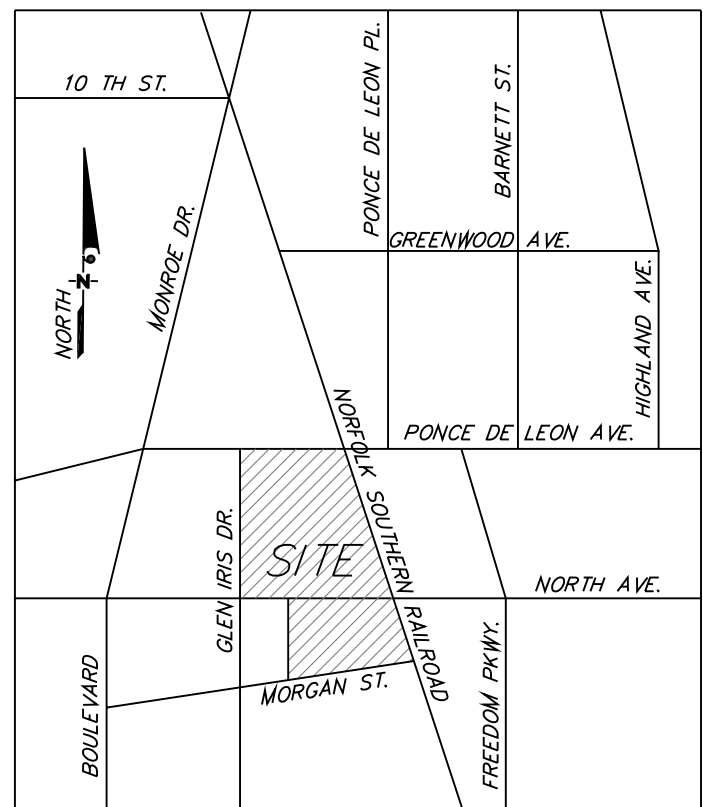 10 TH ST.
PONCE DE LEON PL.
BARNETT ST.
GREENWOOD AVE.
MONROE DR.
N
NORTH
HIGHLAND AVE.
PONCE DE LEON AVE.
NORFOLK SOUTHERN RAILROAD
GLEN IRIS DR.
SITE
NORTH AVE.
BOULEVARD
MORGAN ST.
FREEDOM PKWY.